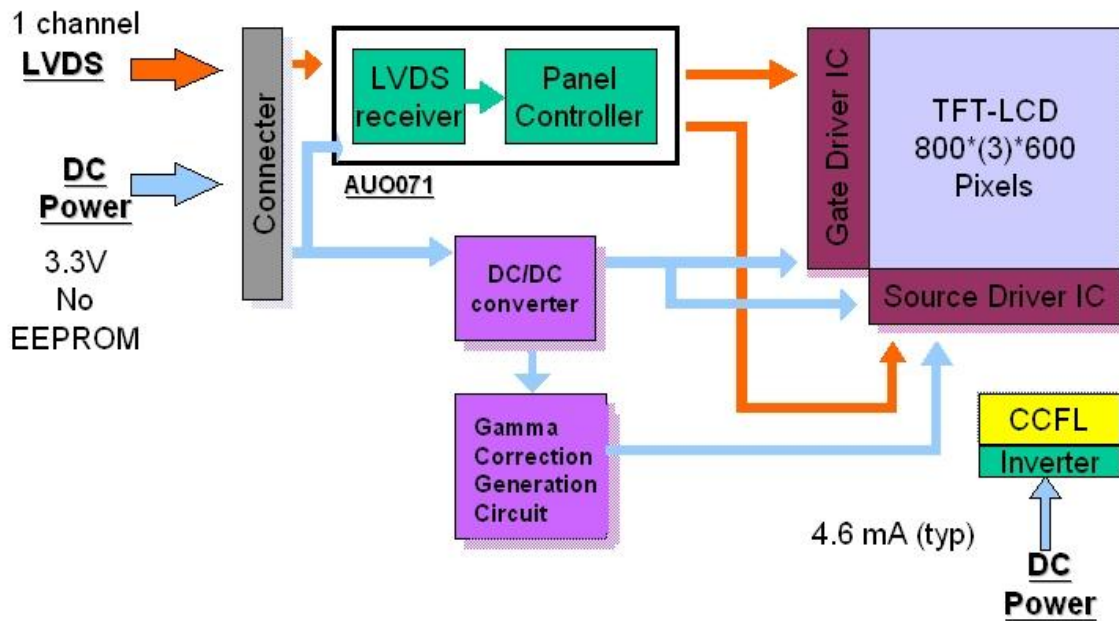 1 channel
LVDS
DC
Power
3.3V
No
EEPROM
Connecter
LVDS
receiver
Panel
Controller
AUO071
DC/DC
converter
Gamma
Correction
Generation
Circuit
Gate Driver IC
TFT-LCD
800*(3)*600
Pixels
Source Driver IC
CCFL
Inverter
4.6 mA (typ)
DC
Power